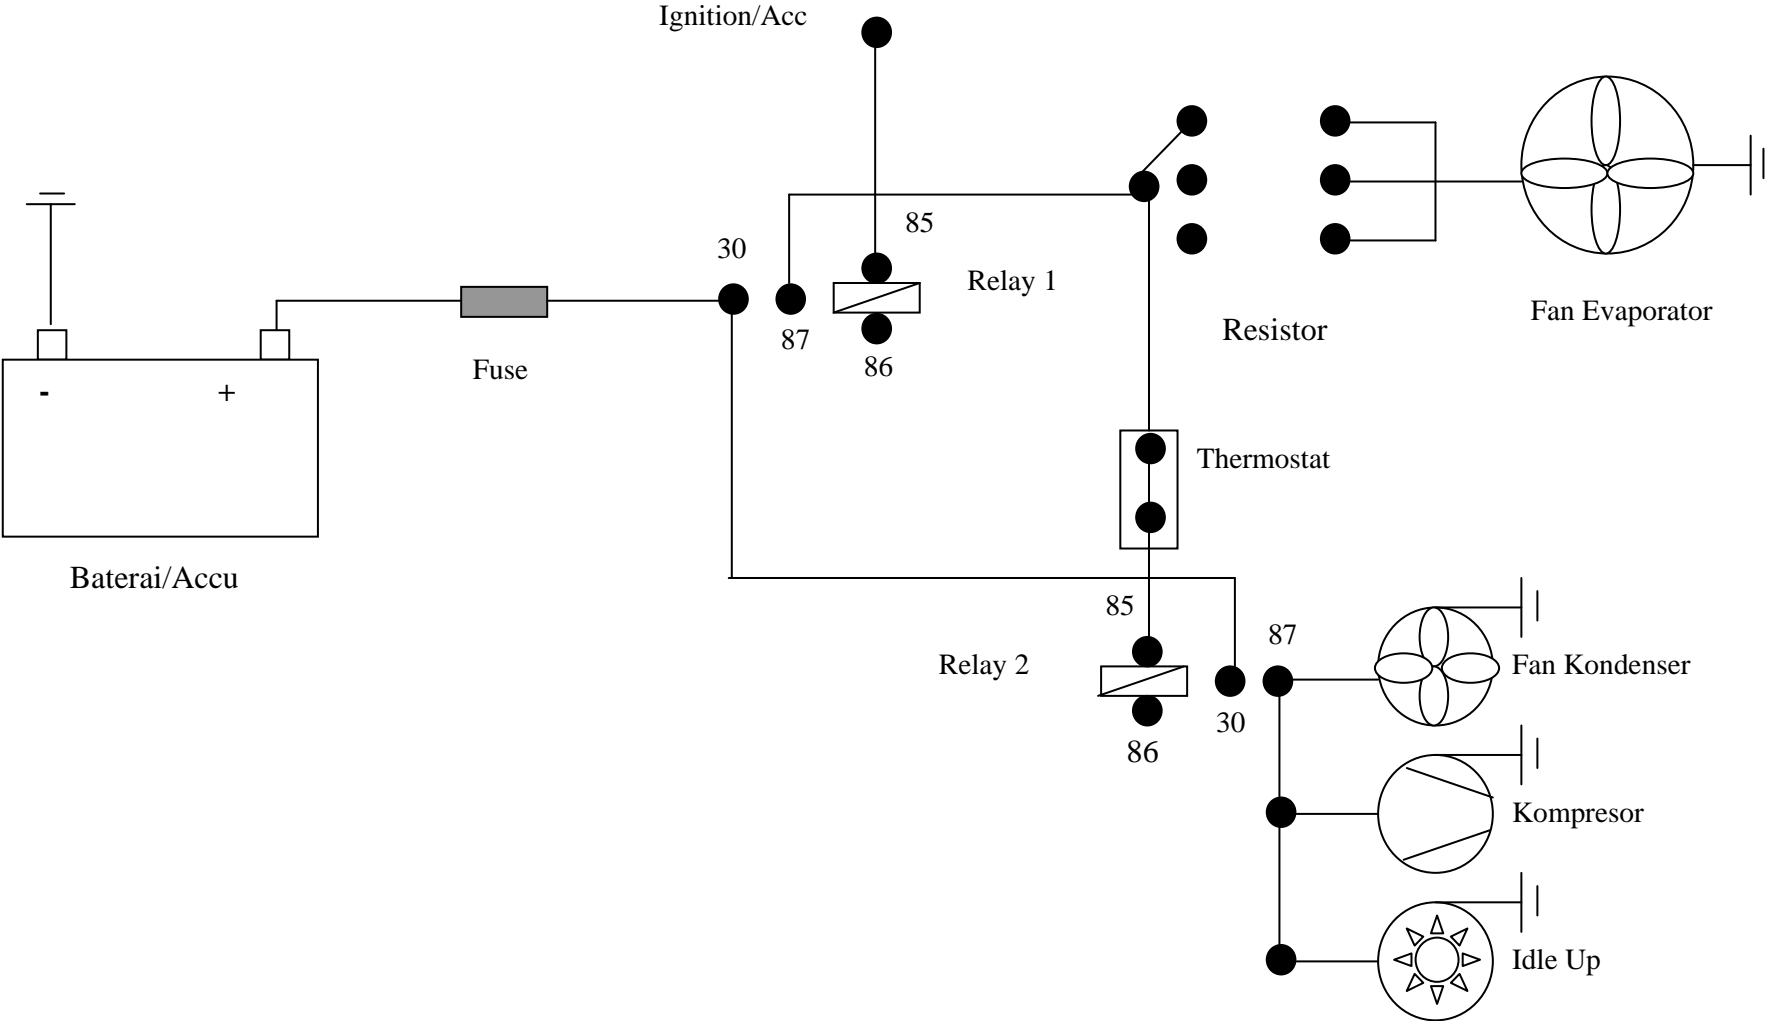 Ignition/Acc
85
30
Relay 1
Fan Evaporator
Resistor
87
86
Fuse
- +
Thermostat
Baterai/Accu
85
87
Relay 2
Fan Kondenser
30
86
Kompresor
Idle Up